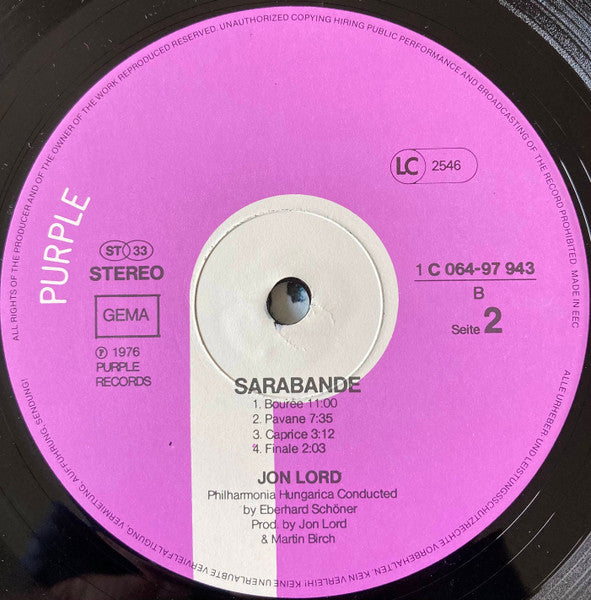 ALL RIGHTS OF THE PRODUCER AND OF THE OWNER OF THE WORK REPRODUCED RESERVED. UNAUTHORIZED COPYING HIRING PUBLIC PERFORMANCE AND BROADCASTING OF THE RECORD PROHIBITED. MADE IN EEC
PURPLE
LC 2546
ST 33
STEREO
GEMA
℗ 1976
PURPLE
RECORDS
1 C 064-97 943
B
Seite 2
SARABANDE
1. Bourée 11:00
2. Pavane 7:35
3. Caprice 3:12
4. Finale 2:03
JON LORD
Philharmonia Hungarica Conducted
by Eberhard Schöner
Prod. by Jon Lord
& Martin Birch
ALLE URHEBER UND LEISTUNGSSCHUTZRECHTE VORBEHALTEN. KEIN VERLEIH! KEINE UNERLAUBTE VERVIELFÄLTIGUNG, VERMIETUNG, AUFFÜHRUNG, SENDUNG!